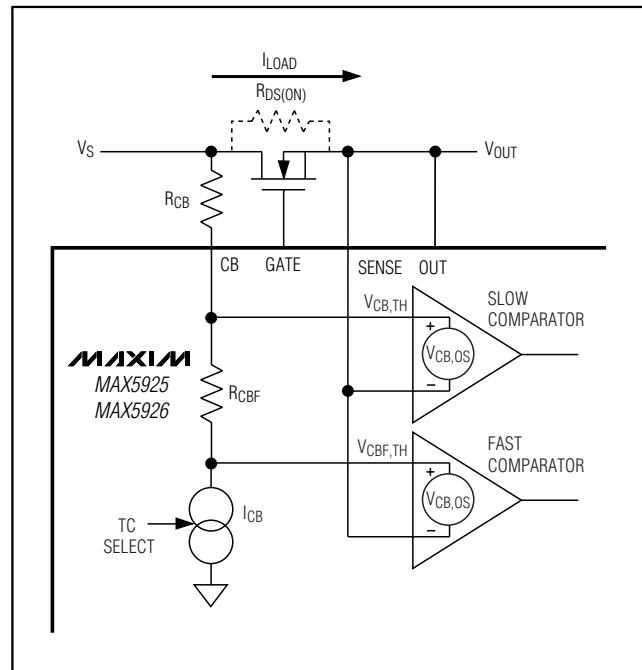 ILOAD
RDS(ON)
VS
VOUT
RCB
CB
GATE
SENSE
OUT
VCB,TH
SLOW
COMPARATOR
+
VCB,OS
−
MAXIM
MAX5925
MAX5926
RCBF
VCBF,TH
FAST
COMPARATOR
+
VCB,OS
−
TC
SELECT
ICB